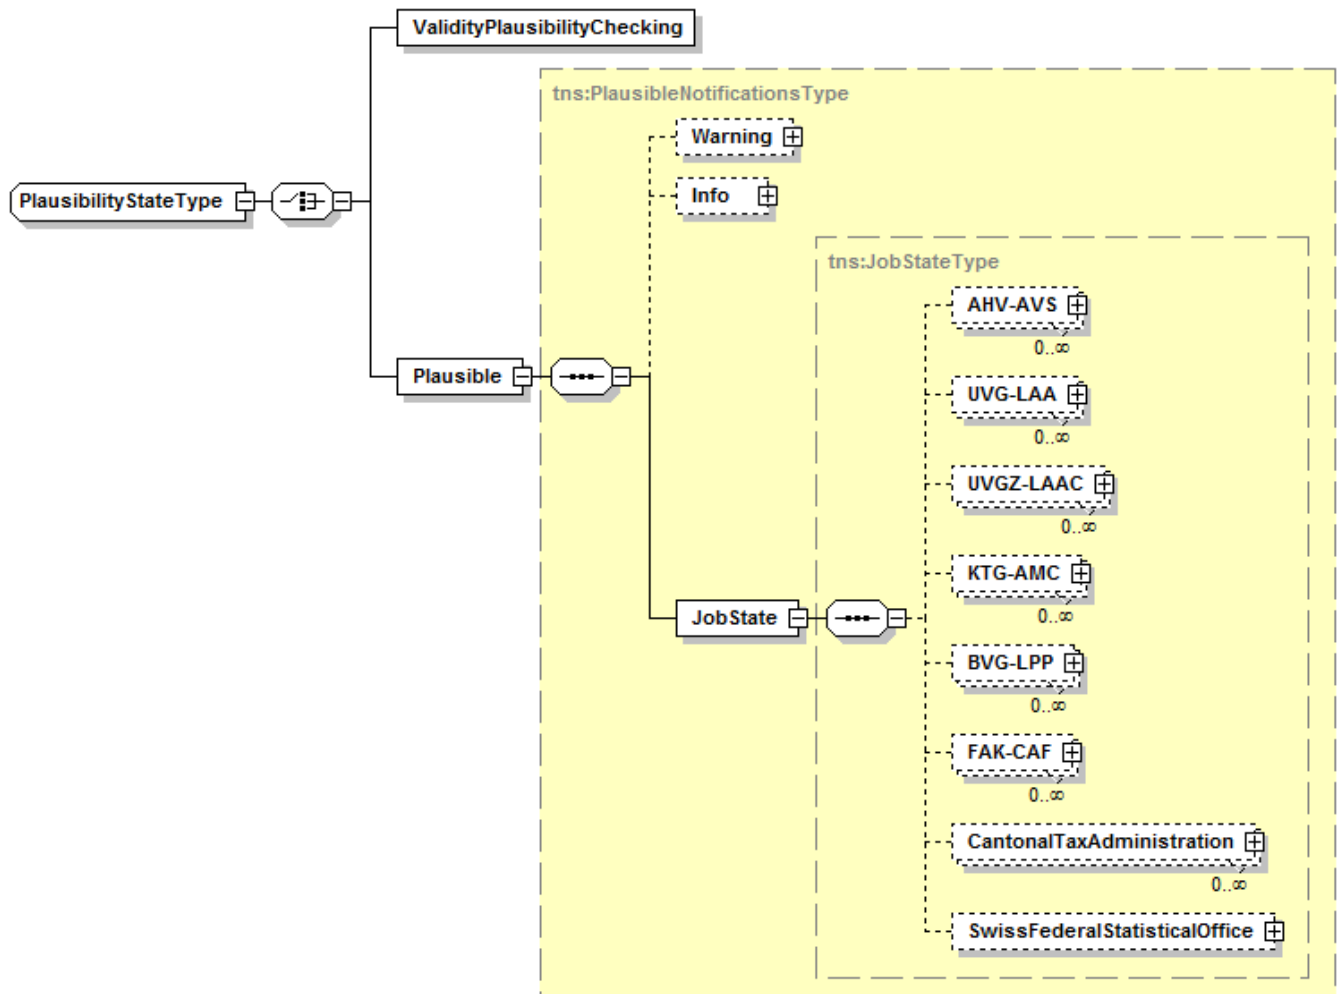 ValidityPlausibilityChecking
tns:PlausibleNotificationsType
Warning
Info
PlausibilityStateType
tns:JobStateType
AHV-AVS
0..∞
Plausible
UVG-LAA
0..∞
UVGZ-LAAC
0..∞
KTG-AMC
0..∞
JobState
BVG-LPP
0..∞
FAK-CAF
0..∞
CantonalTaxAdministration
0..∞
SwissFederalStatisticalOffice